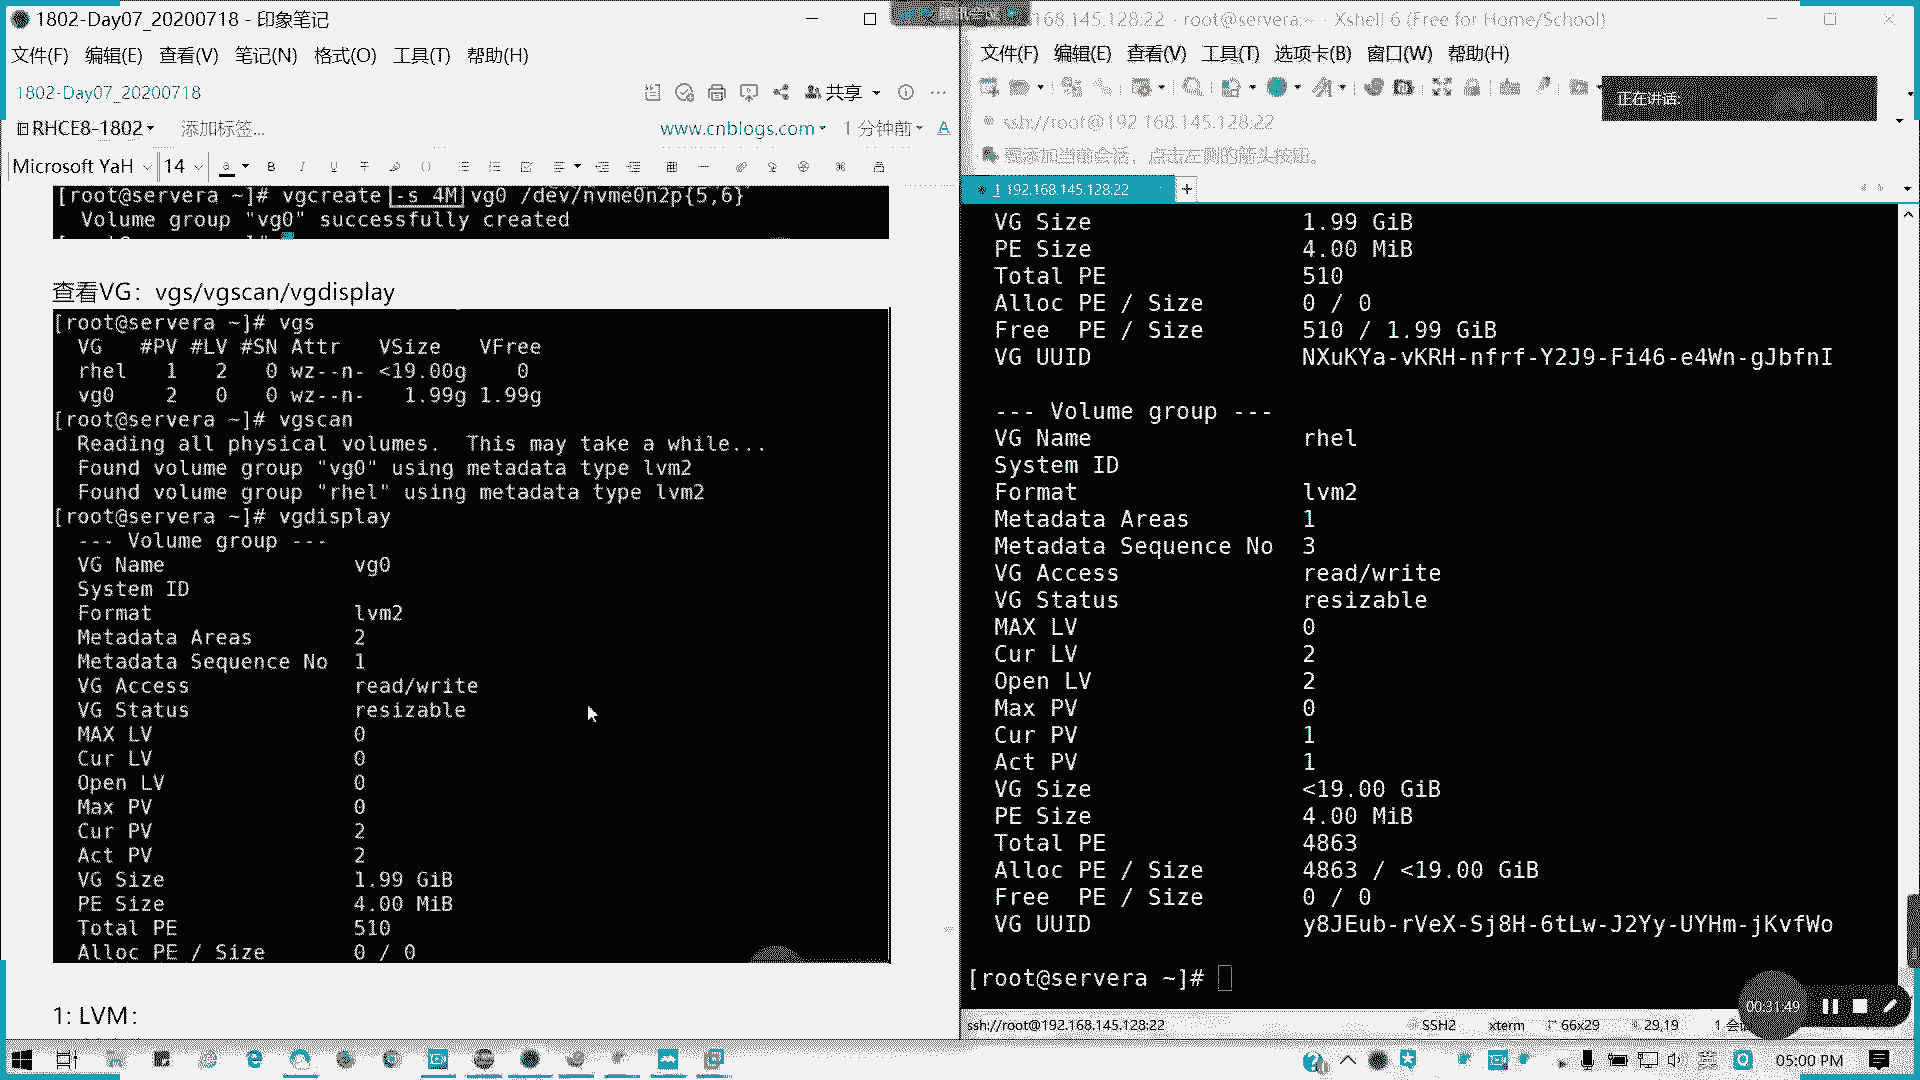 1802-Day07_20200718 - 印象笔记
文件(F) 编辑(E) 查看(V) 笔记(N) 格式(O) 工具(T) 帮助(H)
1802-Day07_20200718
共享
RHCE8-1802
添加标签...
www.cnblogs.com
1 分钟前
Microsoft YaH
14
[root@servera ~]# vgcreate -s 4M vg0 /dev/nvme0n2p{5,6}
Volume group "vg0" successfully created
查看VG：vgs/vgscan/vgdisplay
[root@servera ~]# vgs
VG #PV #LV #SN Attr VSize VFree
rhel 1 2 0 wz--n- <19.00g 0
vg0 2 0 0 wz--n- 1.99g 1.99g
[root@servera ~]# vgscan
Reading all physical volumes. This may take a while...
Found volume group "vg0" using metadata type lvm2
Found volume group "rhel" using metadata type lvm2
[root@servera ~]# vgdisplay
--- Volume group ---
VG Name vg0
System ID
Format lvm2
Metadata Areas 2
Metadata Sequence No 1
VG Access read/write
VG Status resizable
MAX LV 0
Cur LV 0
Open LV 0
Max PV 0
Cur PV 2
Act PV 2
VG Size 1.99 GiB
PE Size 4.00 MiB
Total PE 510
Alloc PE / Size 0 / 0
1: LVM：
腾讯会议
168.145.128:22 - root@servera:~ - Xshell 6 (Free for Home/School)
文件(F) 编辑(E) 查看(V) 工具(T) 选项卡(B) 窗口(W) 帮助(H)
正在讲话:
ssh://root@192.168.145.128:22
要添加当前会话，点击左侧的箭头按钮。
1 192.168.145.128:22
VG Size 1.99 GiB
PE Size 4.00 MiB
Total PE 510
Alloc PE / Size 0 / 0
Free PE / Size 510 / 1.99 GiB
VG UUID NXuKYa-vKRH-nfrf-Y2J9-Fi46-e4Wn-gJbfnI
--- Volume group ---
VG Name rhel
System ID
Format lvm2
Metadata Areas 1
Metadata Sequence No 3
VG Access read/write
VG Status resizable
MAX LV 0
Cur LV 2
Open LV 2
Max PV 0
Cur PV 1
Act PV 1
VG Size <19.00 GiB
PE Size 4.00 MiB
Total PE 4863
Alloc PE / Size 4863 / <19.00 GiB
Free PE / Size 0 / 0
VG UUID y8JEub-rVeX-Sj8H-6tLw-J2Yy-UYHm-jKvfWo
[root@servera ~]#
00:31:49
ssh://root@192.168.145.128:22
SSH2
xterm
66x29
29,19
05:00 PM